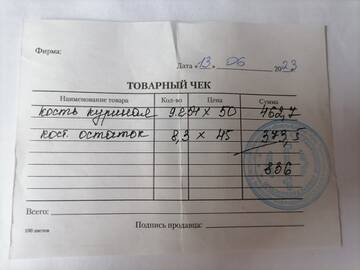 Фирма:
Дата «13» 06 2023
ТОВАРНЫЙ ЧЕК
Наименование товара Кол-во Цена Сумма
кость куриная 9.254 х 50 462,7
кост. остаток 8,3 х 45 373,5
836
Всего:
Подпись продавца:
100 листов